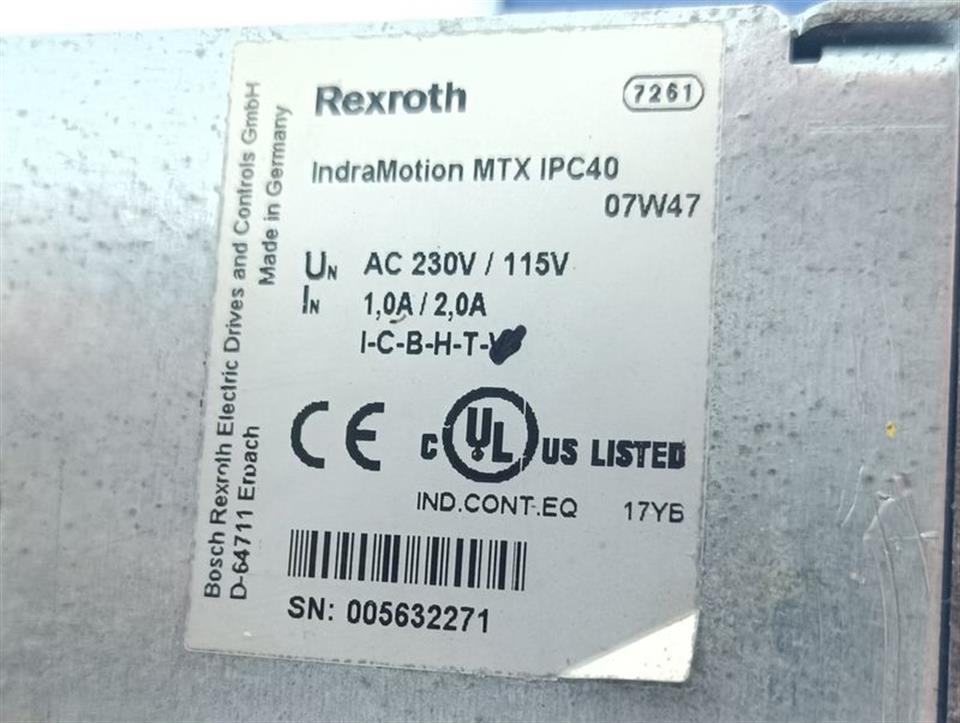 Rexroth
7261
IndraMotion MTX IPC40
07W47
UN AC 230V / 115V
IN 1,0A / 2,0A
I-C-B-H-T-
CE
C UL US LISTED
IND.CONT.EQ 17YB
SN: 005632271
Bosch Rexroth Electric Drives and Controls GmbH
D-64711 Erbach
Made in Germany